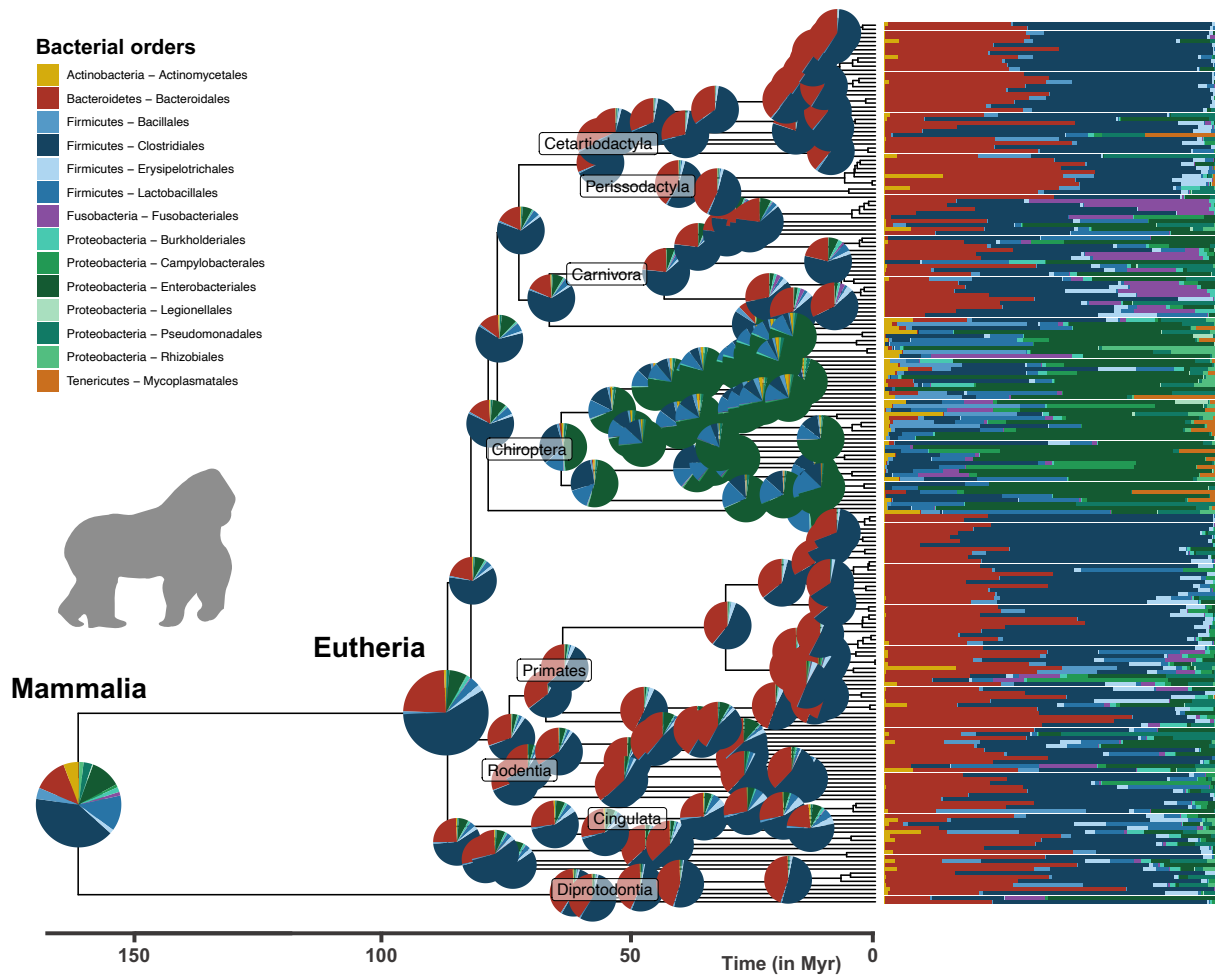 Bacterial orders
Actinobacteria – Actinomycetales
Bacteroidetes – Bacteroidales
Firmicutes – Bacillales
Firmicutes – Clostridiales
Firmicutes – Erysipelotrichales
Firmicutes – Lactobacillales
Fusobacteria – Fusobacteriales
Proteobacteria – Burkholderiales
Proteobacteria – Campylobacterales
Proteobacteria – Enterobacteriales
Proteobacteria – Legionellales
Proteobacteria – Pseudomonadales
Proteobacteria – Rhizobiales
Tenericutes – Mycoplasmatales
Cetartiodactyla
Perissodactyla
Carnivora
Chiroptera
Eutheria
Primates
Mammalia
Rodentia
Cingulata
Diprotodontia
150
100
50
0
Time (in Myr)